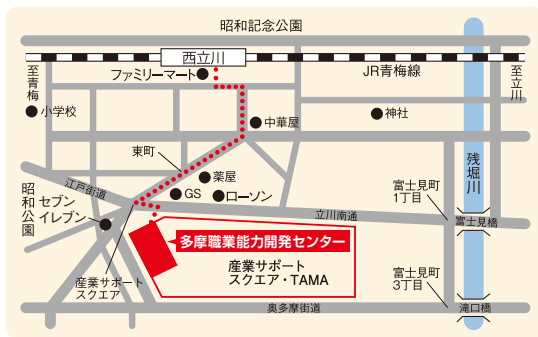 昭和記念公園
西立川
JR青梅線
至青梅
至立川
ファミリーマート
小学校
中華屋
神社
東町
薬屋
GS
ローソン
残堀川
江戸街道
昭和公園
セブン
イレブン
立川南通
富士見町
1丁目
富士見橋
多摩職業能力開発センター
産業サポート
スクエア・TAMA
産業サポート
スクエア
富士見町
3丁目
奥多摩街道
滝口橋